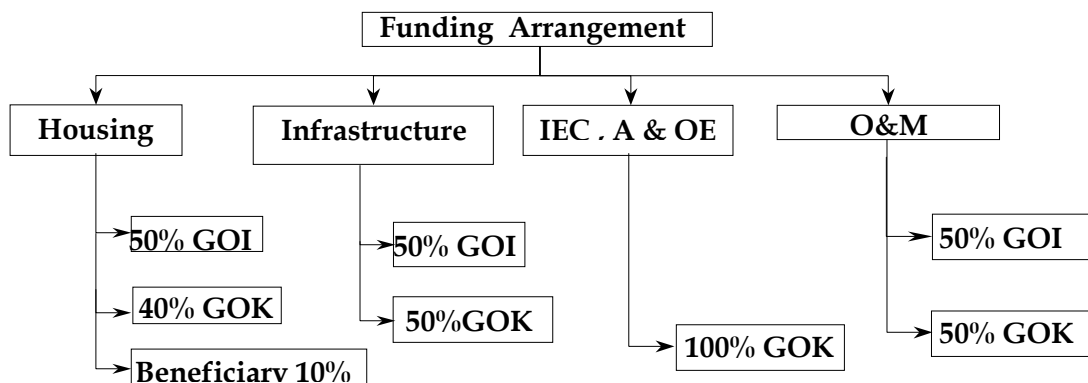 Funding Arrangement
Housing
Infrastructure
IEC . A & OE
O&M
50% GOI
40% GOK
Beneficiary 10%
50% GOI
50%GOK
100% GOK
50% GOI
50% GOK